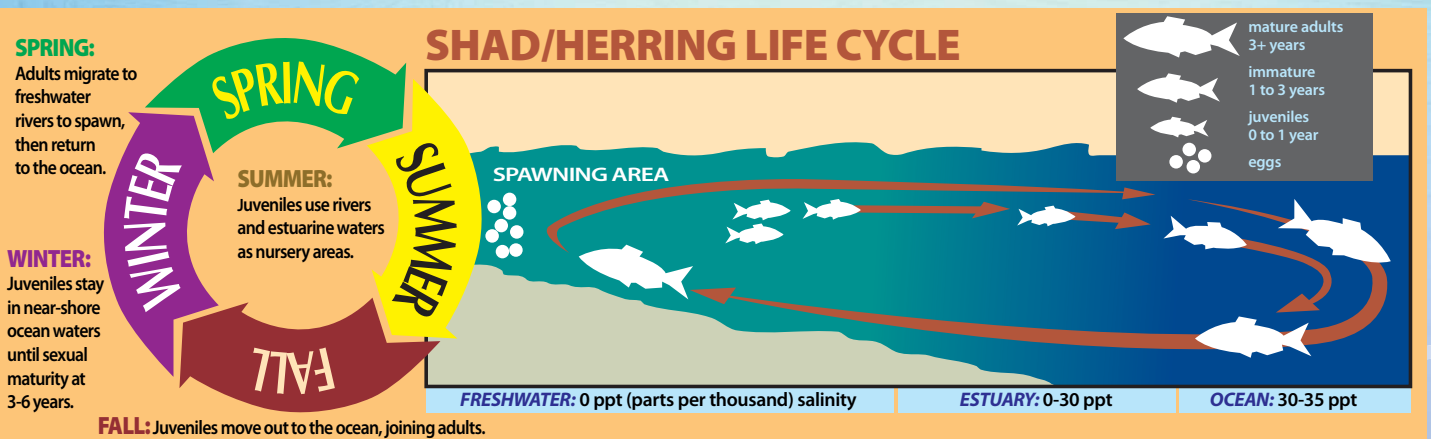 SHAD/HERRING LIFE CYCLE
SPRING:
Adults migrate to
freshwater
rivers to spawn,
then return
to the ocean.
WINTER:
Juveniles stay
in near-shore
ocean waters
until sexual
maturity at
3-6 years.
SPRING
SUMMER
FALL
WINTER
SUMMER:
Juveniles use rivers
and estuarine waters
as nursery areas.
FALL: Juveniles move out to the ocean, joining adults.
SPAWNING AREA
mature adults
3+ years
immature
1 to 3 years
juveniles
0 to 1 year
eggs
FRESHWATER: 0 ppt (parts per thousand) salinity
ESTUARY: 0-30 ppt
OCEAN: 30-35 ppt